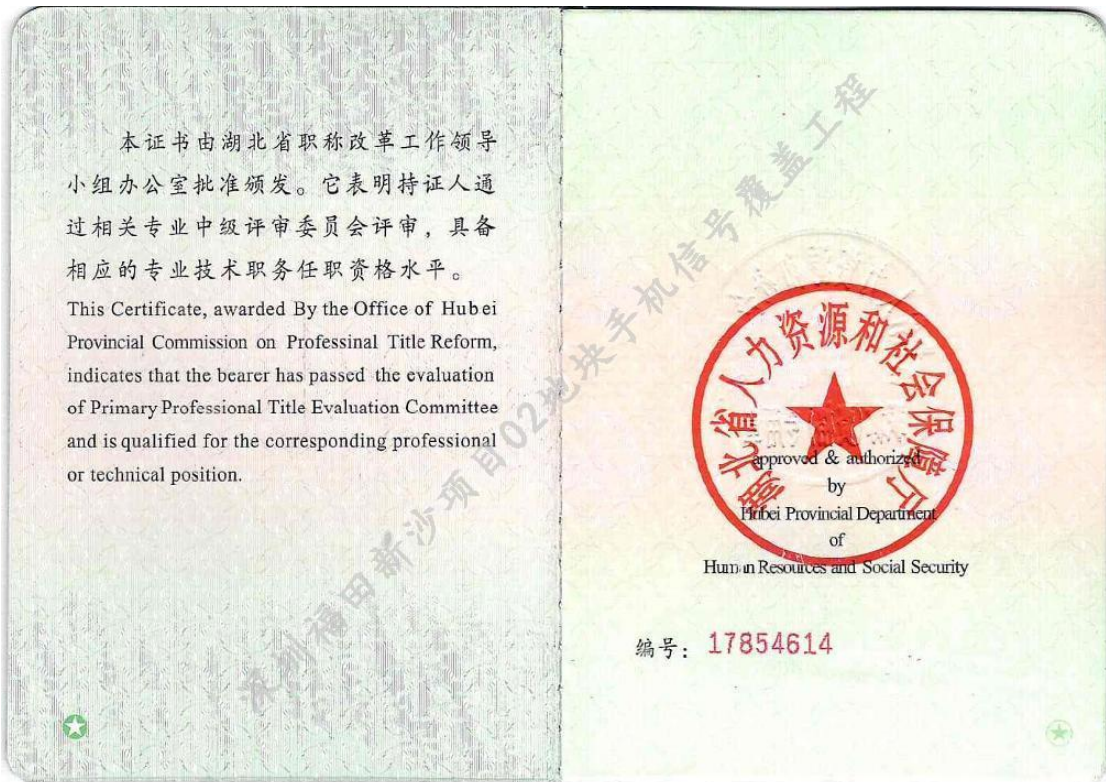 本证书由湖北省职称改革工作领导
小组办公室批准颁发。它表明持证人通
过相关专业中级评审委员会评审，具备
相应的专业技术职务任职资格水平。
This Certificate, awarded By the Office of Hubei
Provincial Commission on Professinal Title Reform,
indicates that the bearer has passed the evaluation
of Primary Professional Title Evaluation Committee
and is qualified for the corresponding professional
or technical position.
湖北省人力资源和社会保障厅
approved & authorized
by
Hubei Provincial Department
of
Human Resources and Social Security
编号：17854614
深圳福田新沙项目02地块手机信号覆盖工程